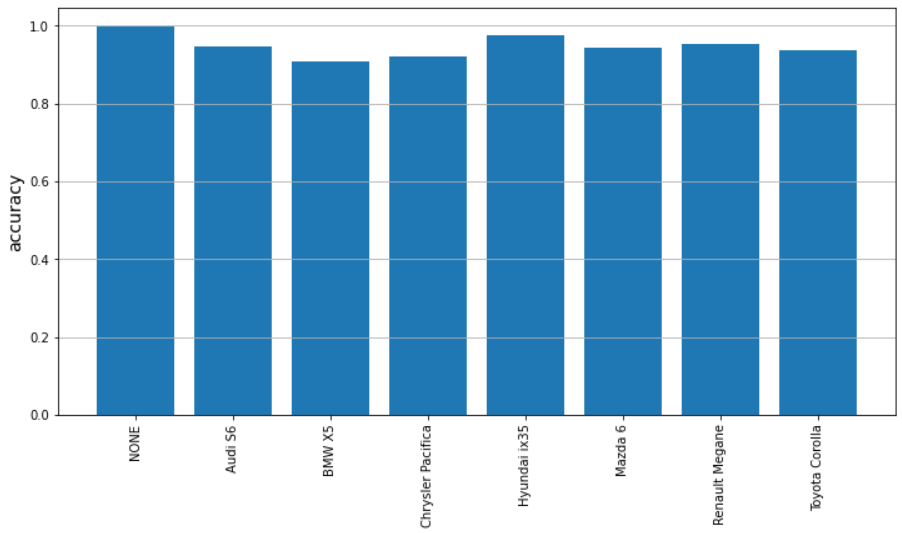 accuracy
1.0
0.8
0.6
0.4
0.2
0.0
NONE
Audi S6
BMW X5
Chrysler Pacifica
Hyundai ix35
Mazda 6
Renault Megane
Toyota Corolla